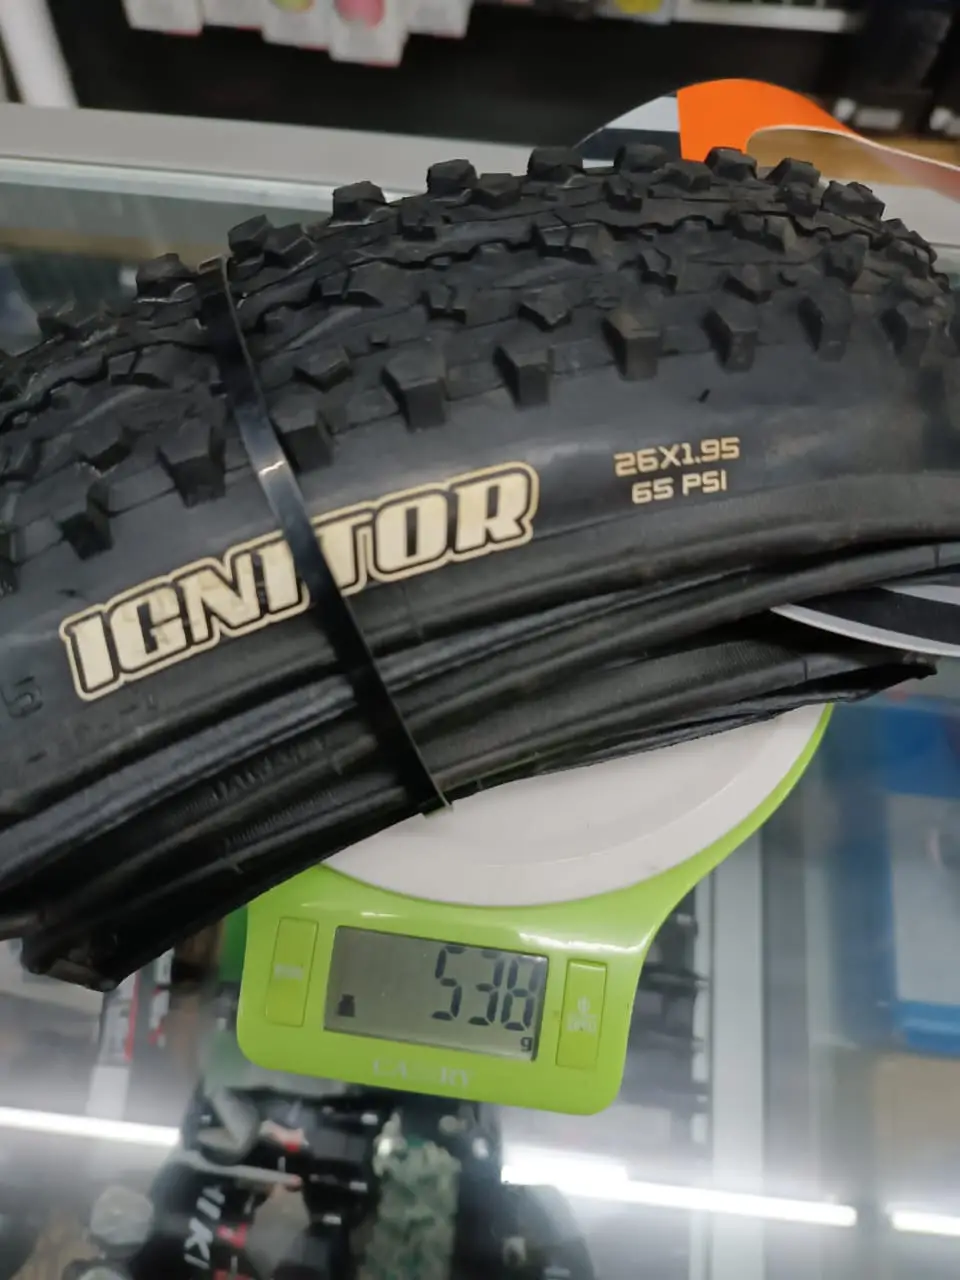 IGNITOR
26X1.95
65 PSI
538
g
CAMRY